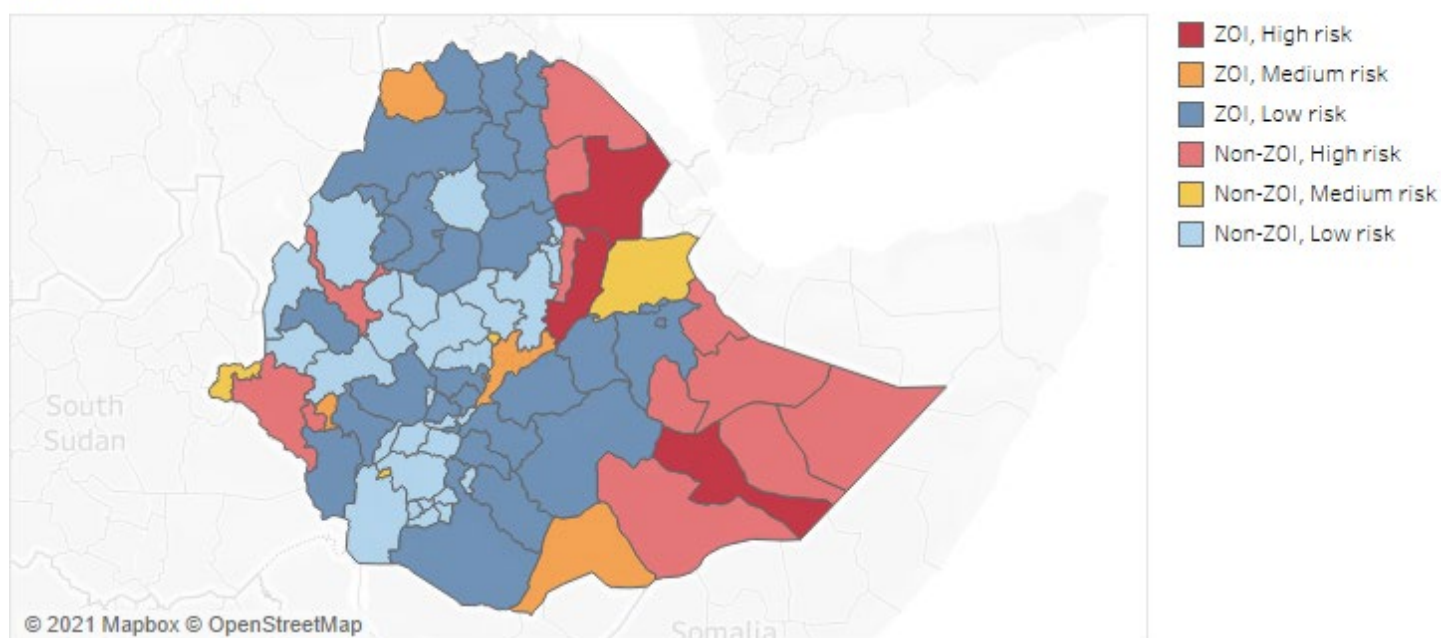 ZOI, High risk
ZOI, Medium risk
ZOI, Low risk
Non-ZOI, High risk
Non-ZOI, Medium risk
Non-ZOI, Low risk
South
Sudan
Somalia
© 2021 Mapbox © OpenStreetMap